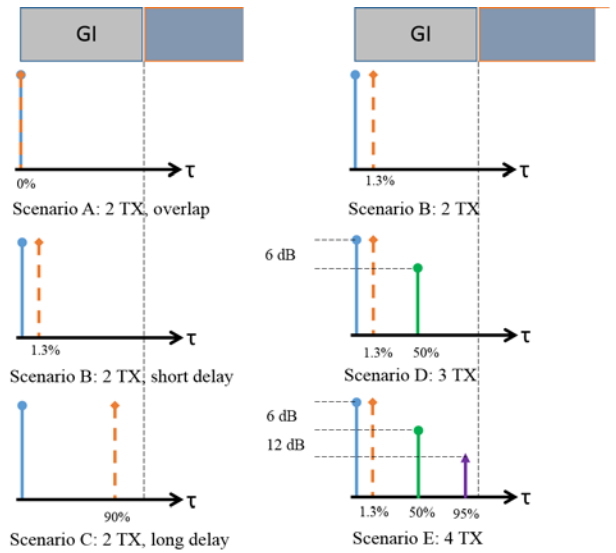 GI
τ
0%
Scenario A: 2 TX, overlap
τ
1.3%
Scenario B: 2 TX, short delay
τ
90%
Scenario C: 2 TX, long delay
GI
τ
1.3%
Scenario B: 2 TX
6 dB
τ
1.3%
50%
Scenario D: 3 TX
6 dB
12 dB
τ
1.3%
50%
95%
Scenario E: 4 TX